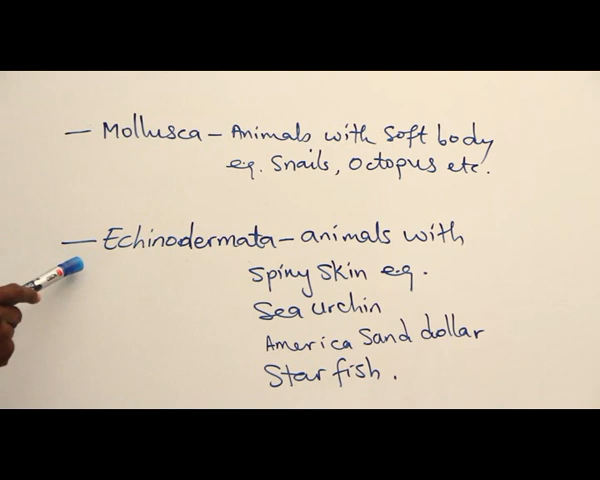 — Mollusca – Animals with soft body
eg. Snails, Octopus etc.
— Echinodermata – animals with
spiny skin eg.
Sea urchin
America Sand dollar
Star fish.